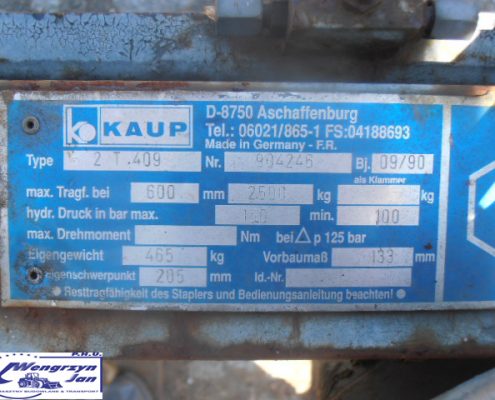 KAUP
D-8750 Aschaffenburg
Tel.: 06021/865-1 FS:04188693
Made in Germany - F.R.
Type 2 T.409 Nr. 904246 Bj. 09/90
als Klammer
max. Tragf. bei 600 mm 2500 kg kg
hydr. Druck in bar max. min. 100
max. Drehmoment Nm bei △ p 125 bar
Eigengewicht 465 kg Vorbaumaß 133 mm
Eigenschwerpunkt 205 mm Id.-Nr.
• Resttragfähigkeit des Staplers und Bedienungsanleitung beachten! •
P.H.U.
Wengrzyn
Jan